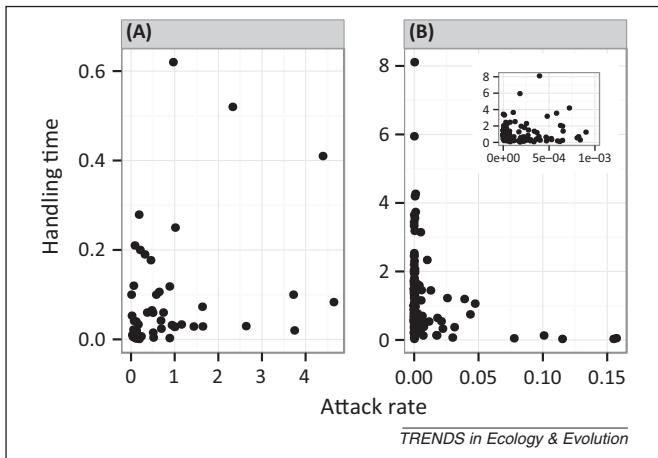 (A)
(B)
Handling time
0.6
0.4
0.2
0.0
0 1 2 3 4
8
6
4
2
0
0.00 0.05 0.10 0.15
8
6
4
2
0
0e+00 5e−04 1e−03
Attack rate
TRENDS in Ecology & Evolution